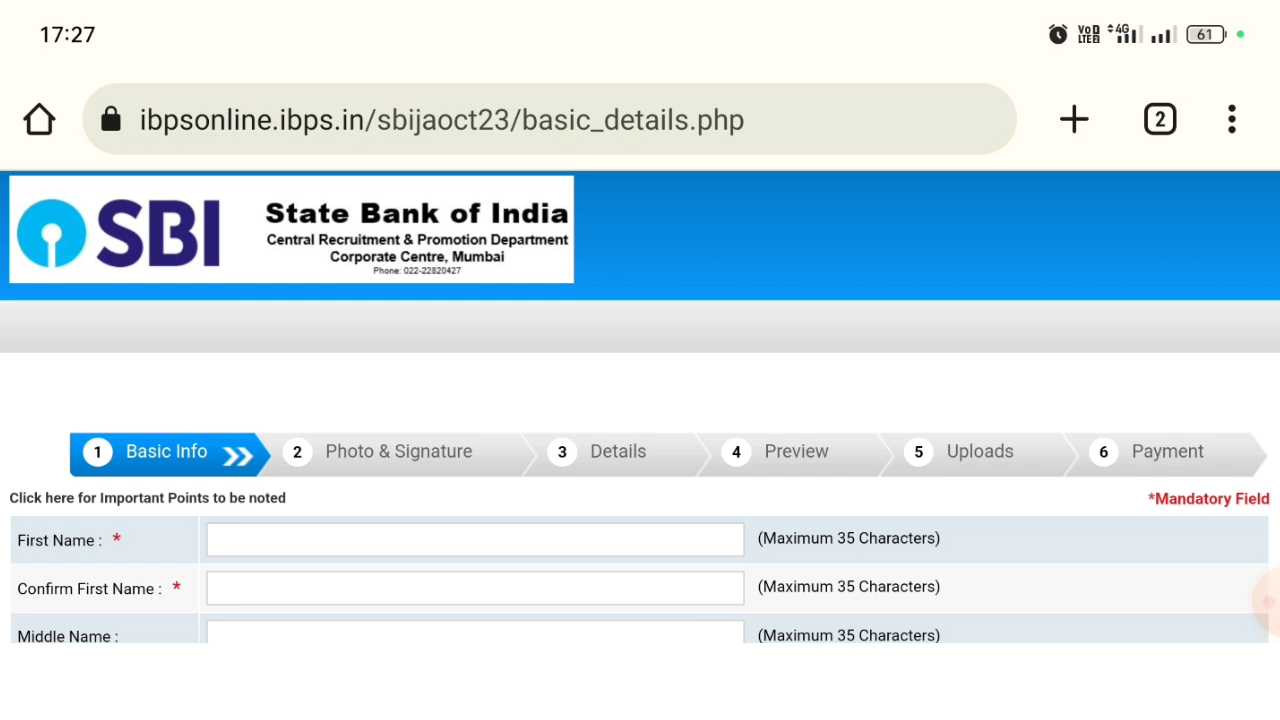 17:27
VoD LTE2 4G 61
ibpsonline.ibps.in/sbijaoct23/basic_details.php
2
SBI
State Bank of India
Central Recruitment & Promotion Department
Corporate Centre, Mumbai
Phone: 022-22820427
1 Basic Info 2 Photo & Signature 3 Details 4 Preview 5 Uploads 6 Payment
Click here for Important Points to be noted *Mandatory Field
First Name : * (Maximum 35 Characters)
Confirm First Name : * (Maximum 35 Characters)
Middle Name : (Maximum 35 Characters)